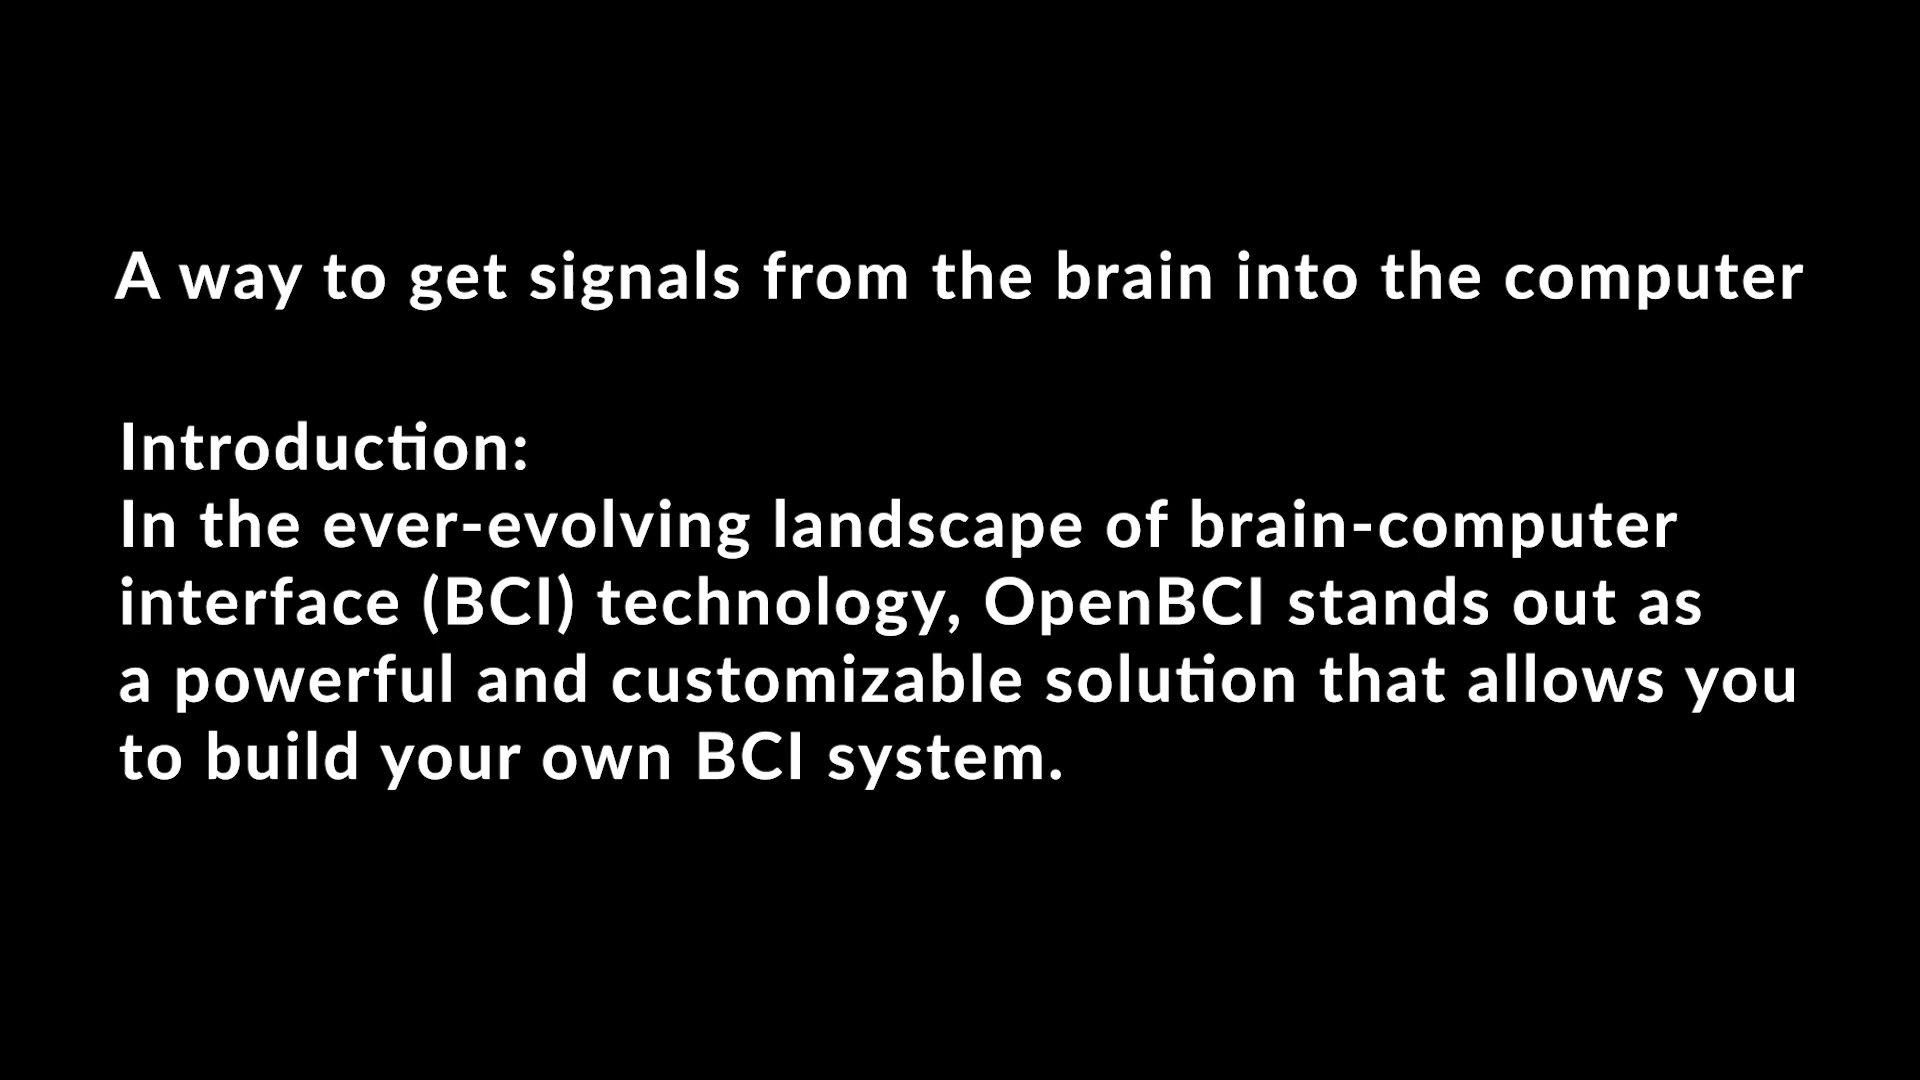 A way to get signals from the brain into the computer
Introduction:
In the ever-evolving landscape of brain-computer
interface (BCI) technology, OpenBCI stands out as
a powerful and customizable solution that allows you
to build your own BCI system.